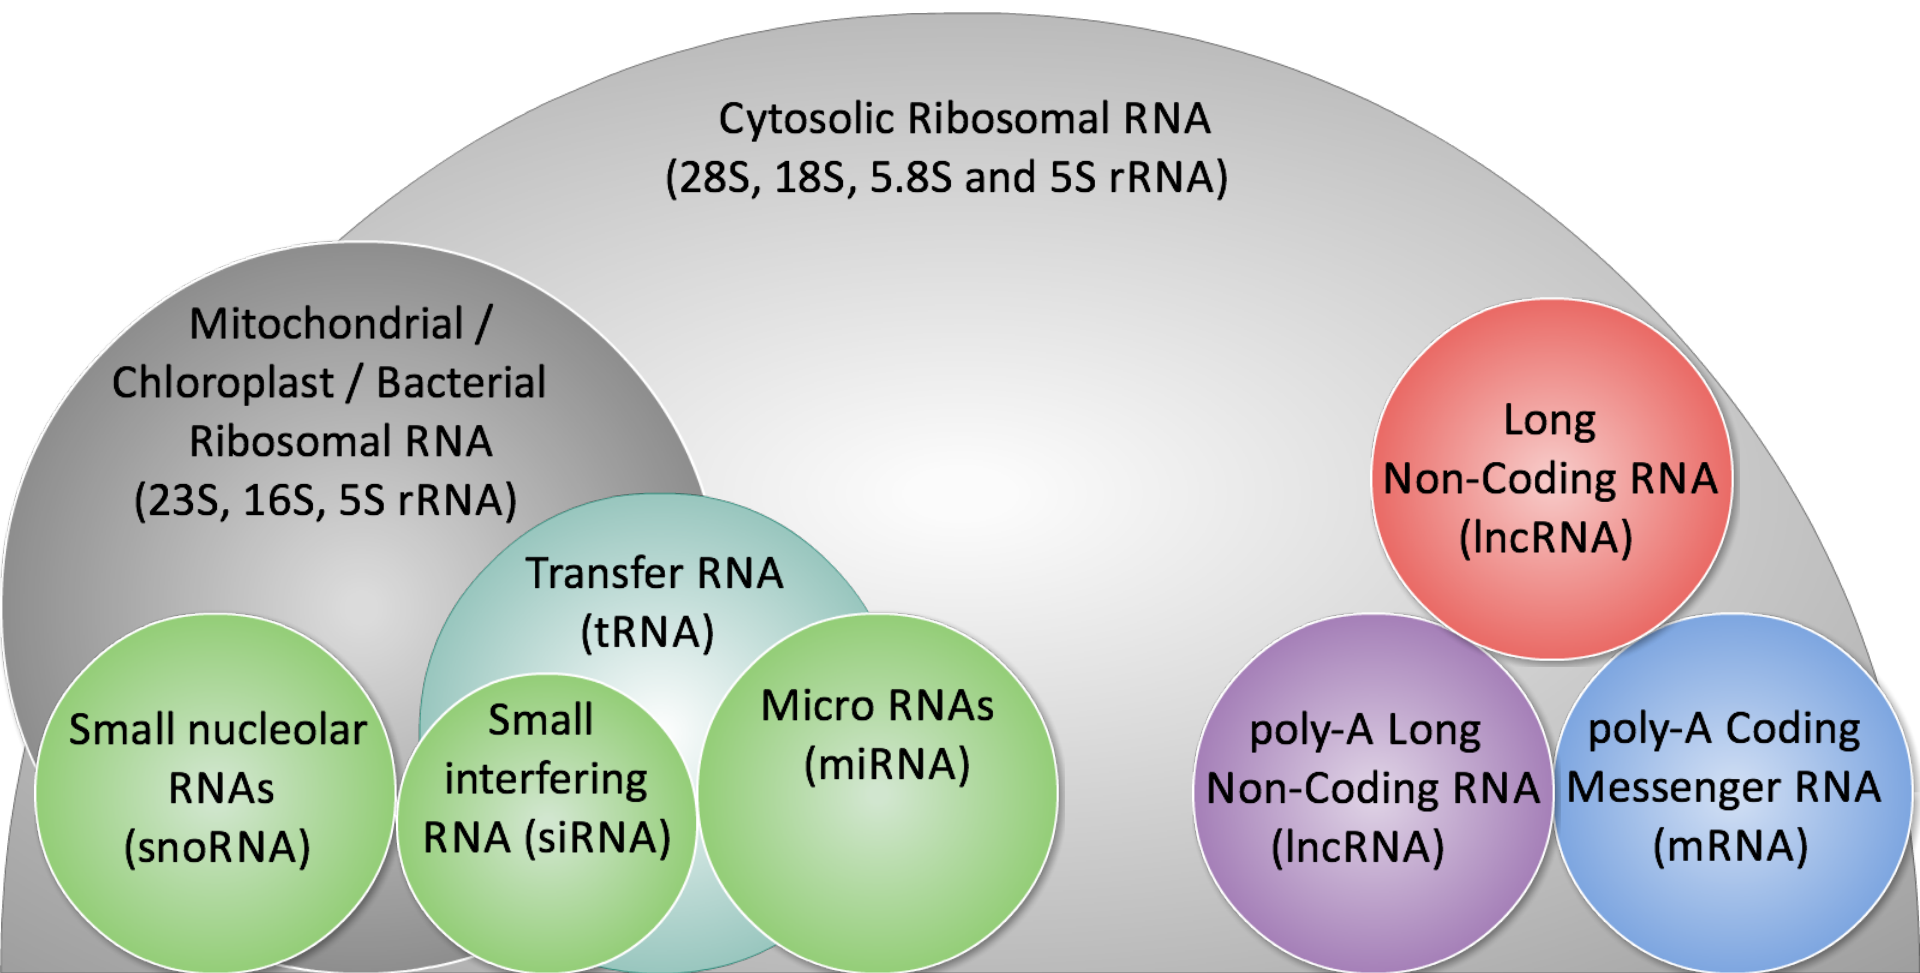 Cytosolic Ribosomal RNA
(28S, 18S, 5.8S and 5S rRNA)
Mitochondrial /
Chloroplast / Bacterial
Ribosomal RNA
(23S, 16S, 5S rRNA)
Long
Non-Coding RNA
(lncRNA)
Transfer RNA
(tRNA)
Small nucleolar
RNAs
(snoRNA)
Small
interfering
RNA (siRNA)
Micro RNAs
(miRNA)
poly-A Long
Non-Coding RNA
(lncRNA)
poly-A Coding
Messenger RNA
(mRNA)